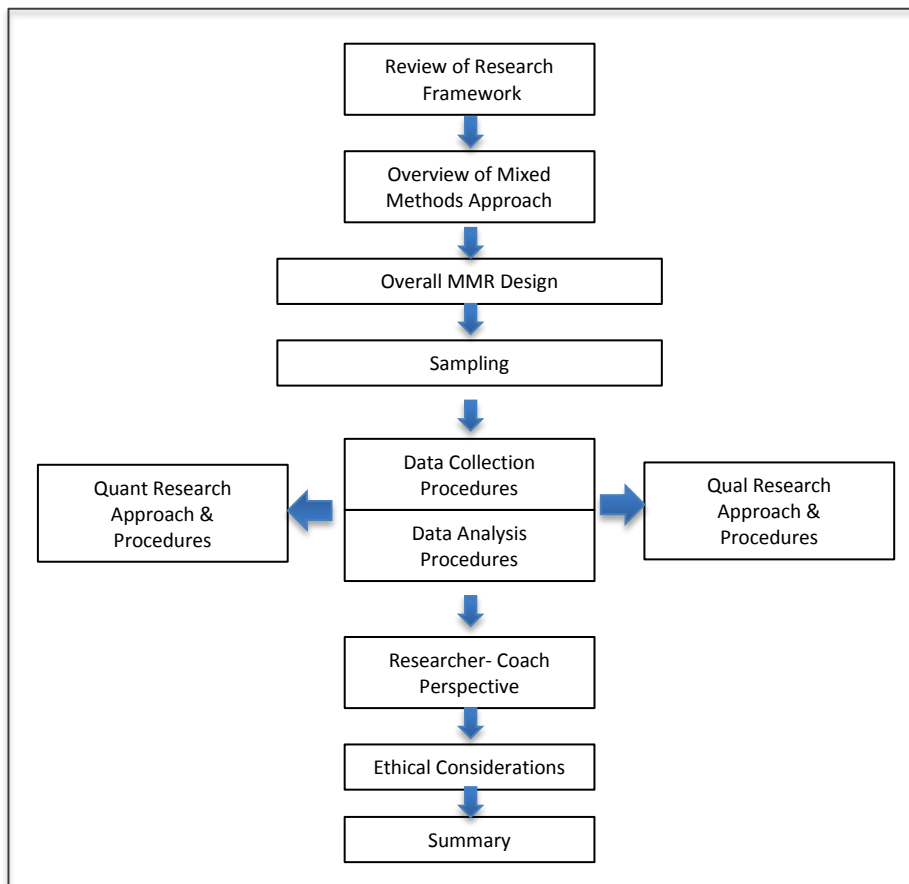 Review of Research
Framework
Overview of Mixed
Methods Approach
Overall MMR Design
Sampling
Data Collection
Procedures
Data Analysis
Procedures
Quant Research
Approach &
Procedures
Qual Research
Approach &
Procedures
Researcher- Coach
Perspective
Ethical Considerations
Summary